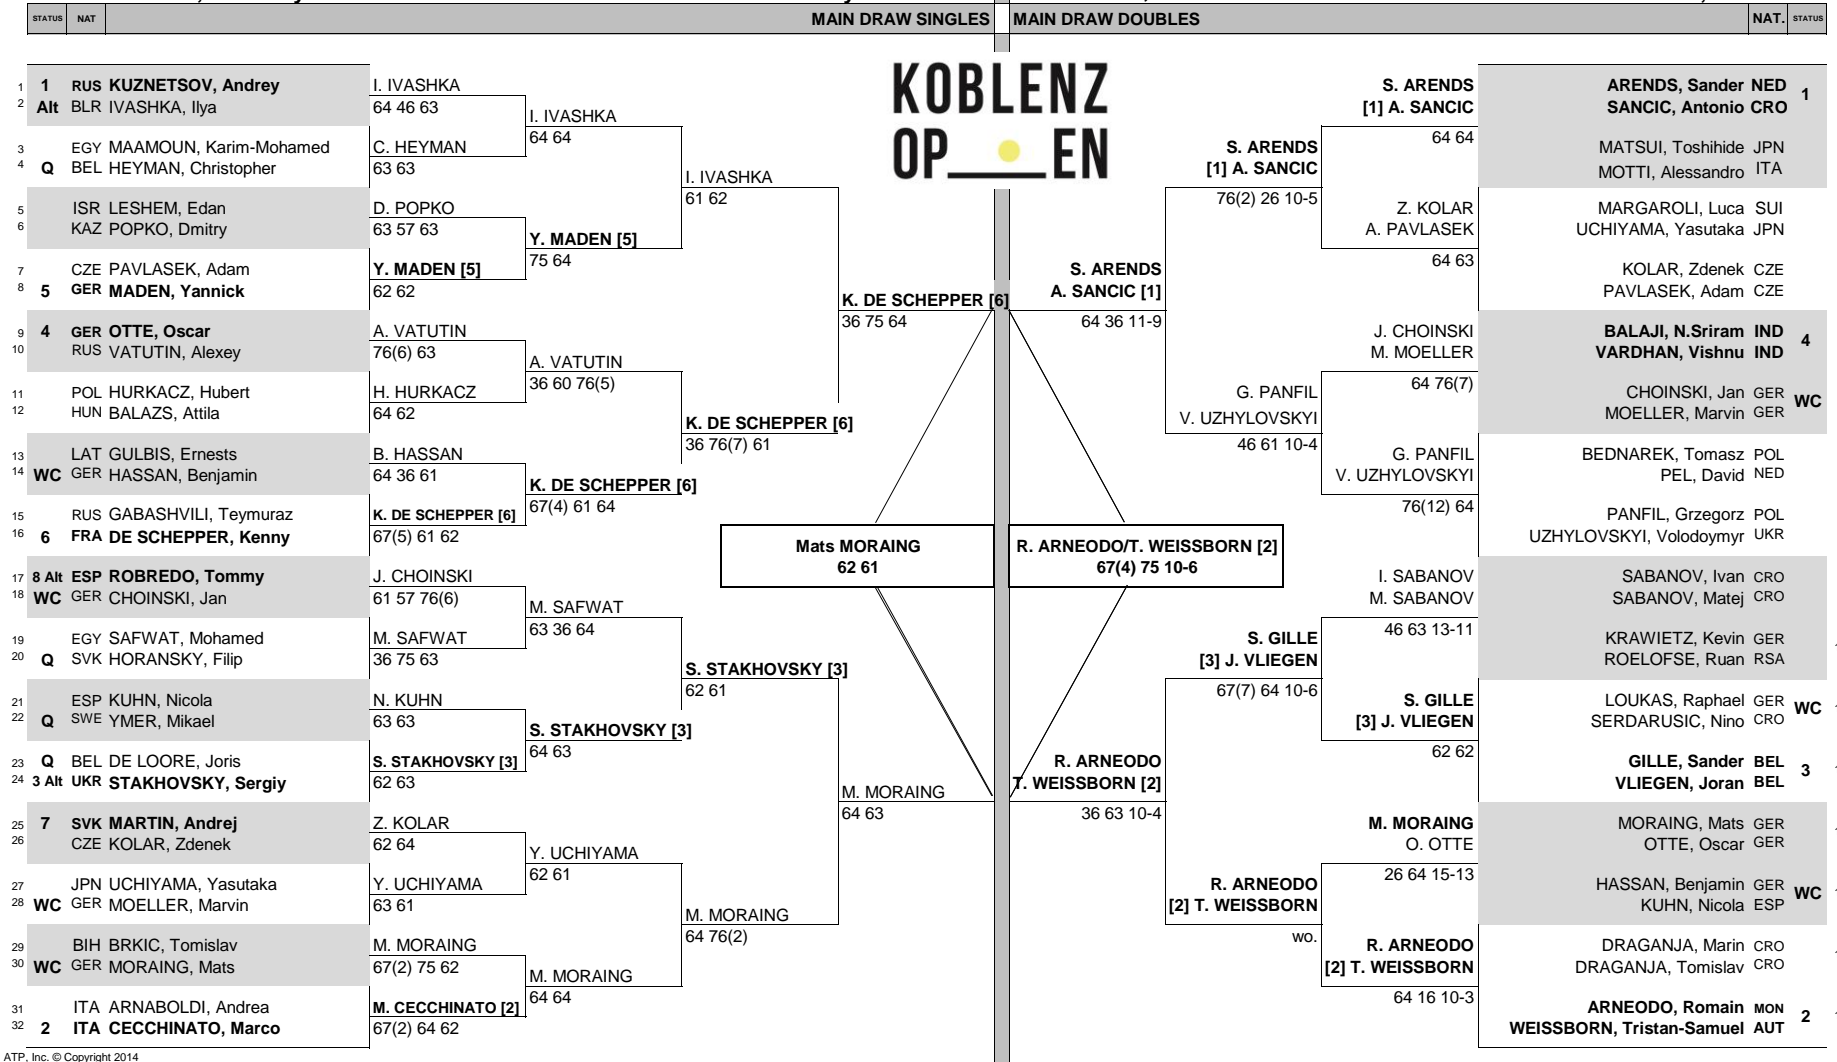 STATUS NAT MAIN DRAW SINGLES MAIN DRAW DOUBLES NAT. STATUS
KOBLENZ
OP EN
1 1 RUS KUZNETSOV, Andrey
2 Alt BLR IVASHKA, Ilya
3 EGY MAAMOUN, Karim-Mohamed
4 Q BEL HEYMAN, Christopher
5 ISR LESHEM, Edan
6 KAZ POPKO, Dmitry
7 CZE PAVLASEK, Adam
8 5 GER MADEN, Yannick
9 4 GER OTTE, Oscar
10 RUS VATUTIN, Alexey
11 POL HURKACZ, Hubert
12 HUN BALAZS, Attila
13 LAT GULBIS, Ernests
14 WC GER HASSAN, Benjamin
15 RUS GABASHVILI, Teymuraz
16 6 FRA DE SCHEPPER, Kenny
17 8 Alt ESP ROBREDO, Tommy
18 WC GER CHOINSKI, Jan
19 EGY SAFWAT, Mohamed
20 Q SVK HORANSKY, Filip
21 ESP KUHN, Nicola
22 Q SWE YMER, Mikael
23 Q BEL DE LOORE, Joris
24 3 Alt UKR STAKHOVSKY, Sergiy
25 7 SVK MARTIN, Andrej
26 CZE KOLAR, Zdenek
27 JPN UCHIYAMA, Yasutaka
28 WC GER MOELLER, Marvin
29 BIH BRKIC, Tomislav
30 WC GER MORAING, Mats
31 ITA ARNABOLDI, Andrea
32 2 ITA CECCHINATO, Marco
I. IVASHKA
64 46 63
C. HEYMAN
63 63
D. POPKO
63 57 63
Y. MADEN [5]
62 62
A. VATUTIN
76(6) 63
H. HURKACZ
64 62
B. HASSAN
64 36 61
K. DE SCHEPPER [6]
67(5) 61 62
J. CHOINSKI
61 57 76(6)
M. SAFWAT
36 75 63
N. KUHN
63 63
S. STAKHOVSKY [3]
62 63
Z. KOLAR
62 64
Y. UCHIYAMA
63 61
M. MORAING
67(2) 75 62
M. CECCHINATO [2]
67(2) 64 62
I. IVASHKA
64 64
Y. MADEN [5]
75 64
A. VATUTIN
36 60 76(5)
K. DE SCHEPPER [6]
67(4) 61 64
M. SAFWAT
63 36 64
S. STAKHOVSKY [3]
64 63
Y. UCHIYAMA
62 61
M. MORAING
64 64
I. IVASHKA
61 62
K. DE SCHEPPER [6]
36 76(7) 61
S. STAKHOVSKY [3]
62 61
M. MORAING
64 76(2)
K. DE SCHEPPER [6]
36 75 64
M. MORAING
64 63
Mats MORAING
62 61
R. ARNEODO/T. WEISSBORN [2]
67(4) 75 10-6
S. ARENDS
A. SANCIC [1]
64 36 11-9
R. ARNEODO
T. WEISSBORN [2]
36 63 10-4
S. ARENDS
[1] A. SANCIC
76(2) 26 10-5
G. PANFIL
V. UZHYLOVSKYI
46 61 10-4
S. GILLE
[3] J. VLIEGEN
67(7) 64 10-6
R. ARNEODO
[2] T. WEISSBORN
wo.
S. ARENDS
[1] A. SANCIC
64 64
Z. KOLAR
A. PAVLASEK
64 63
J. CHOINSKI
M. MOELLER
64 76(7)
G. PANFIL
V. UZHYLOVSKYI
76(12) 64
I. SABANOV
M. SABANOV
46 63 13-11
S. GILLE
[3] J. VLIEGEN
62 62
M. MORAING
O. OTTE
26 64 15-13
R. ARNEODO
[2] T. WEISSBORN
64 16 10-3
ARENDS, Sander NED 1
SANCIC, Antonio CRO
MATSUI, Toshihide JPN
MOTTI, Alessandro ITA
MARGAROLI, Luca SUI
UCHIYAMA, Yasutaka JPN
KOLAR, Zdenek CZE
PAVLASEK, Adam CZE
BALAJI, N.Sriram IND 4
VARDHAN, Vishnu IND
CHOINSKI, Jan GER WC
MOELLER, Marvin GER
BEDNAREK, Tomasz POL
PEL, David NED
PANFIL, Grzegorz POL
UZHYLOVSKYI, Volodoymyr UKR
SABANOV, Ivan CRO
SABANOV, Matej CRO
KRAWIETZ, Kevin GER
ROELOFSE, Ruan RSA
LOUKAS, Raphael GER WC
SERDARUSIC, Nino CRO
GILLE, Sander BEL 3
VLIEGEN, Joran BEL
MORAING, Mats GER
OTTE, Oscar GER
HASSAN, Benjamin GER WC
KUHN, Nicola ESP
DRAGANJA, Marin CRO
DRAGANJA, Tomislav CRO
ARNEODO, Romain MON 2
WEISSBORN, Tristan-Samuel AUT
ATP, Inc. © Copyright 2014